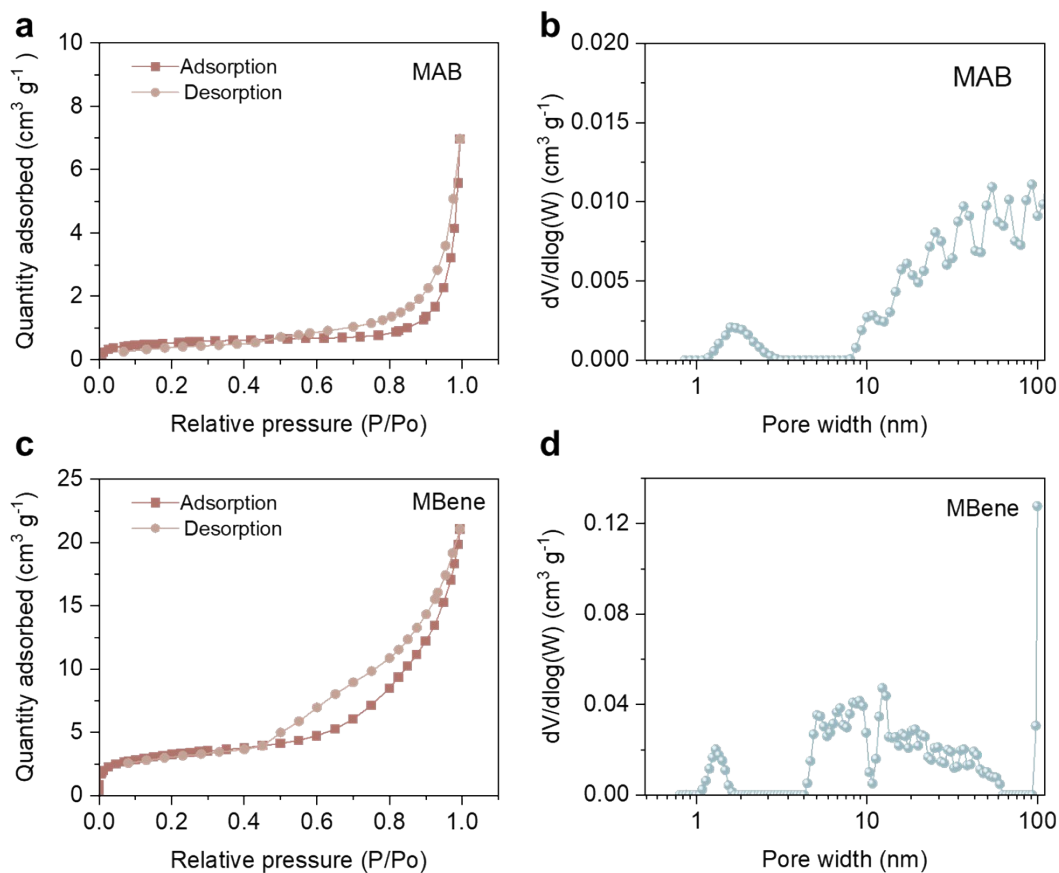 a
10
8
6
4
2
0
Quantity adsorbed (cm³ g⁻¹)
Adsorption
Desorption
MAB
0.0 0.2 0.4 0.6 0.8 1.0
Relative pressure (P/Po)
b
0.020
0.015
0.010
0.005
0.000
dV/dlog(W) (cm³ g⁻¹)
MAB
1 10 100
Pore width (nm)
c
25
20
15
10
5
0
Quantity adsorbed (cm³ g⁻¹)
Adsorption
Desorption
MBene
0.0 0.2 0.4 0.6 0.8 1.0
Relative pressure (P/Po)
d
0.12
0.08
0.04
0.00
dV/dlog(W) (cm³ g⁻¹)
MBene
1 10 100
Pore width (nm)